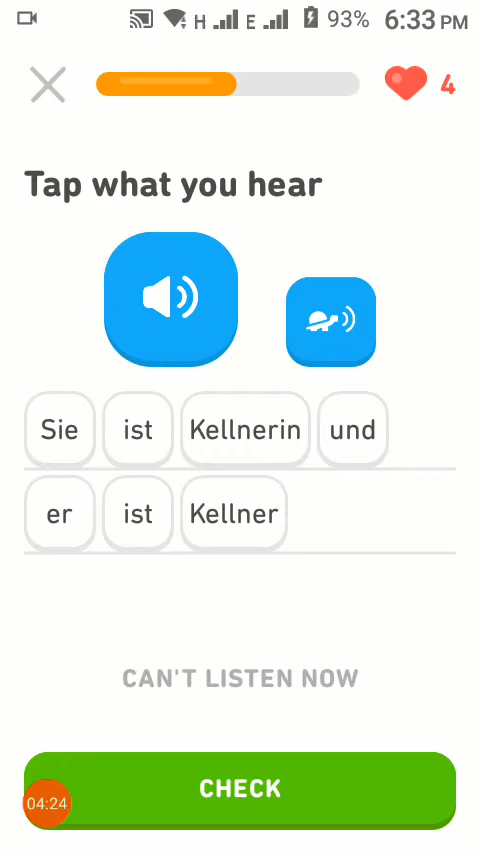 H E 93% 6:33 PM
4
Tap what you hear
Sie ist Kellnerin und
er ist Kellner
CAN'T LISTEN NOW
CHECK
04:24